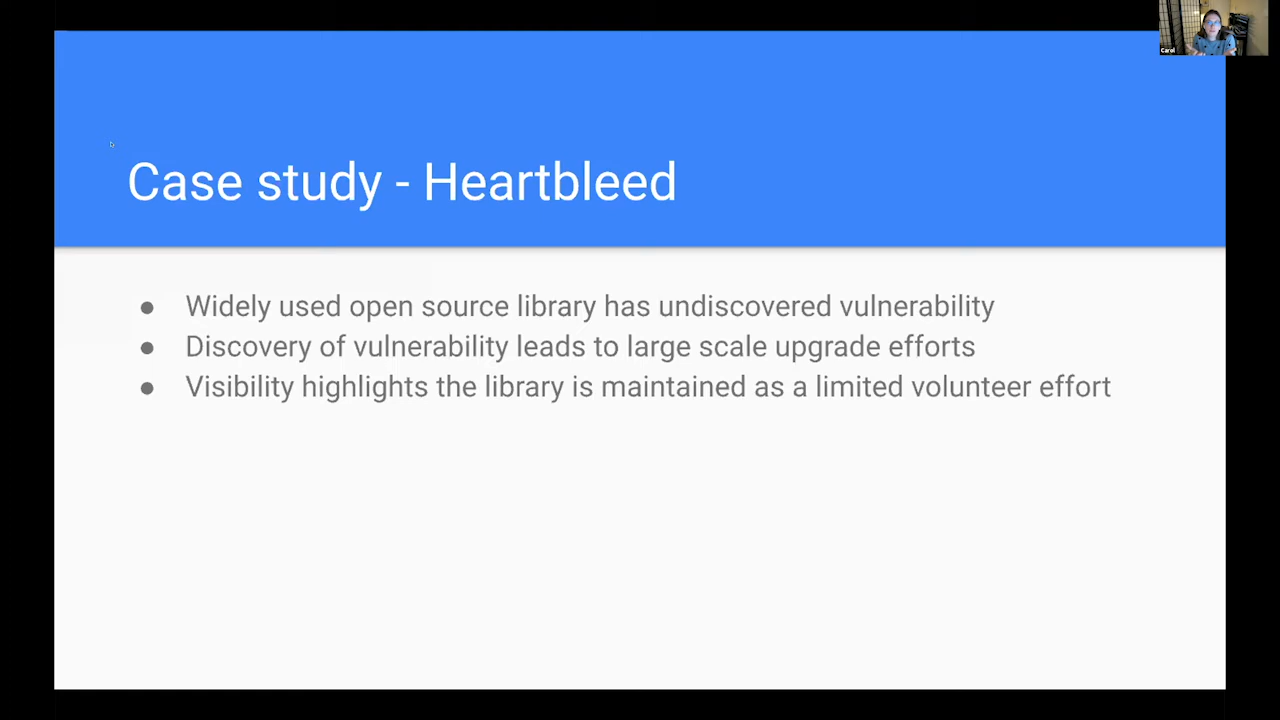 Carol
Case study - Heartbleed
● Widely used open source library has undiscovered vulnerability
● Discovery of vulnerability leads to large scale upgrade efforts
● Visibility highlights the library is maintained as a limited volunteer effort